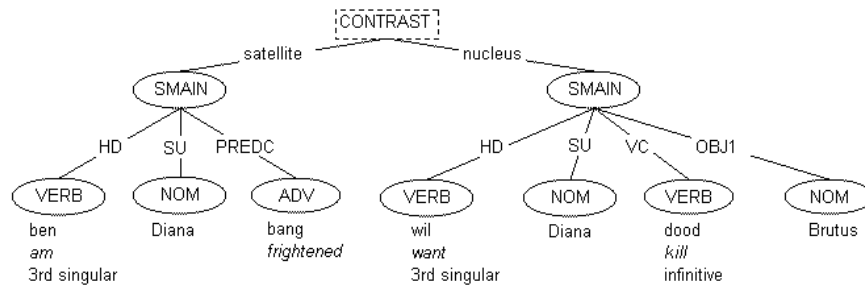 CONTRAST
satellite nucleus
SMAIN SMAIN
HD SU PREDC HD SU VC OBJ1
VERB NOM ADV VERB NOM VERB NOM
ben Diana bang wil Diana dood Brutus
am frightened want kill
3rd singular 3rd singular infinitive